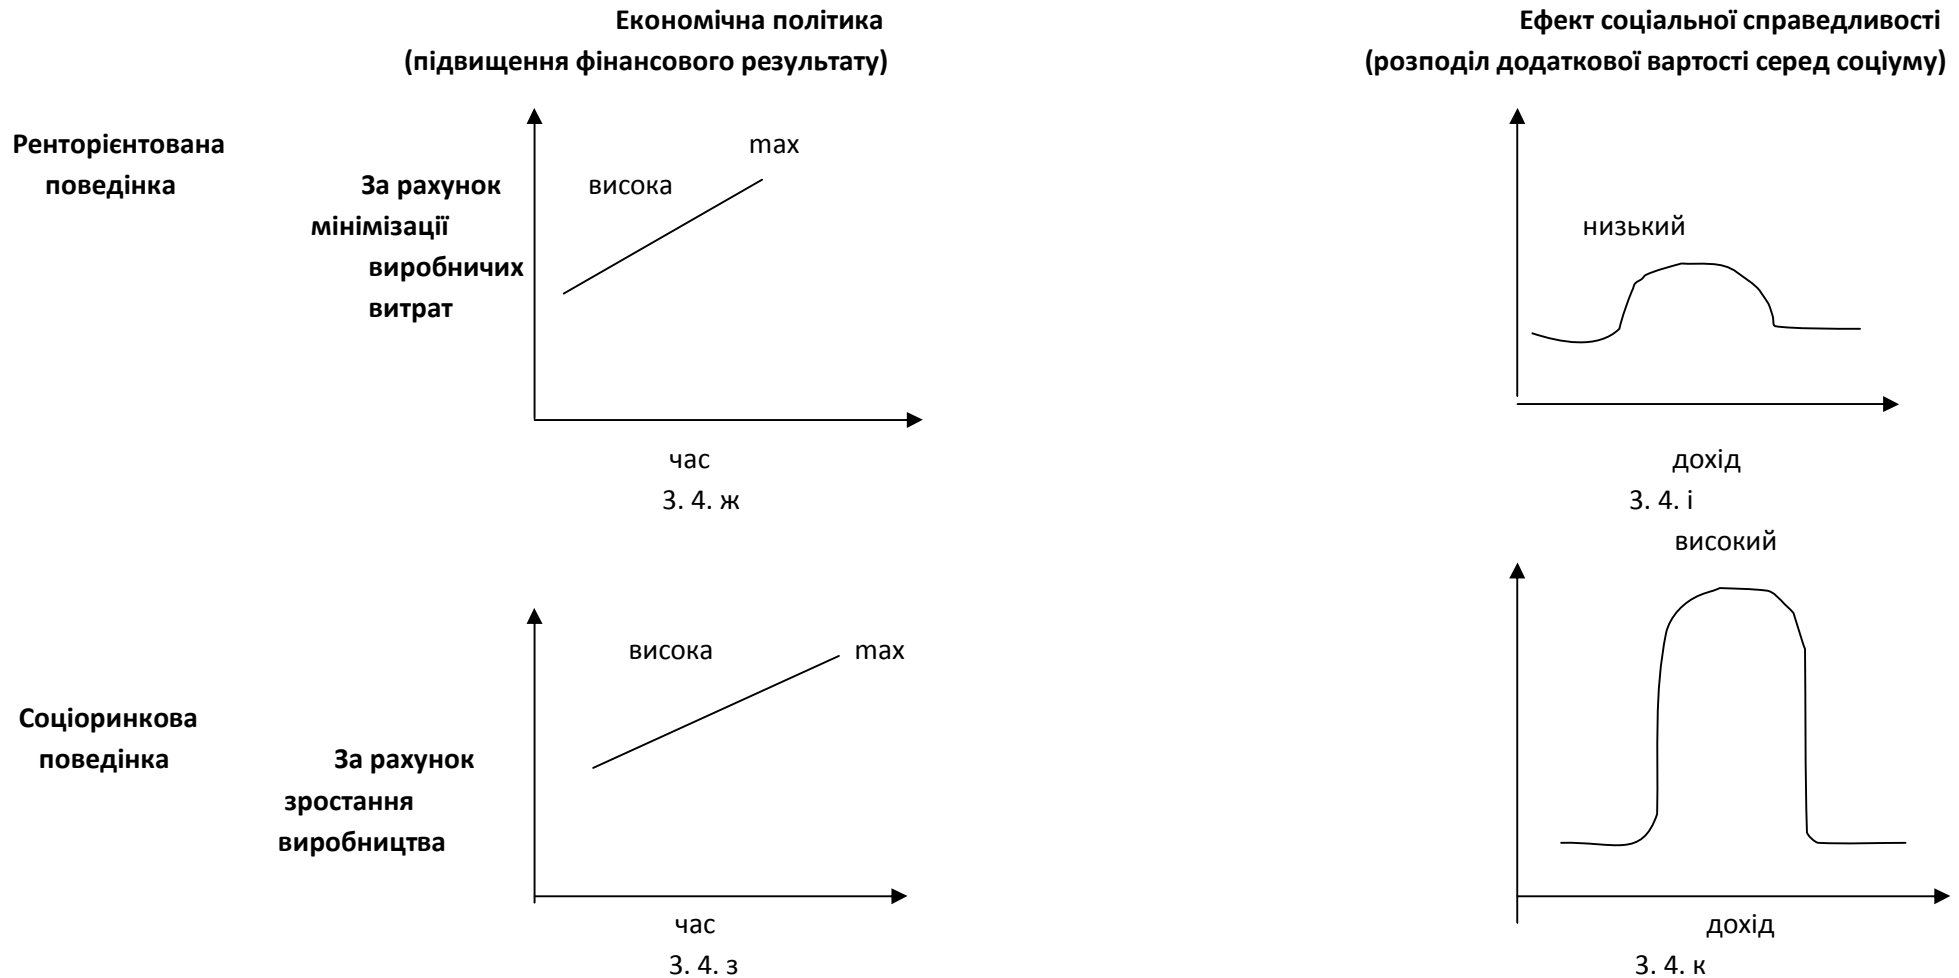 Економічна політика
(підвищення фінансового результату)
Ефект соціальної справедливості
(розподіл додаткової вартості серед соціуму)
Ренторієнтована
поведінка
За рахунок
мінімізації
виробничих
витрат
висока
max
час
3. 4. ж
низький
дохід
3. 4. і
Соціоринкова
поведінка
За рахунок
зростання
виробництва
висока
max
час
3. 4. з
високий
дохід
3. 4. к